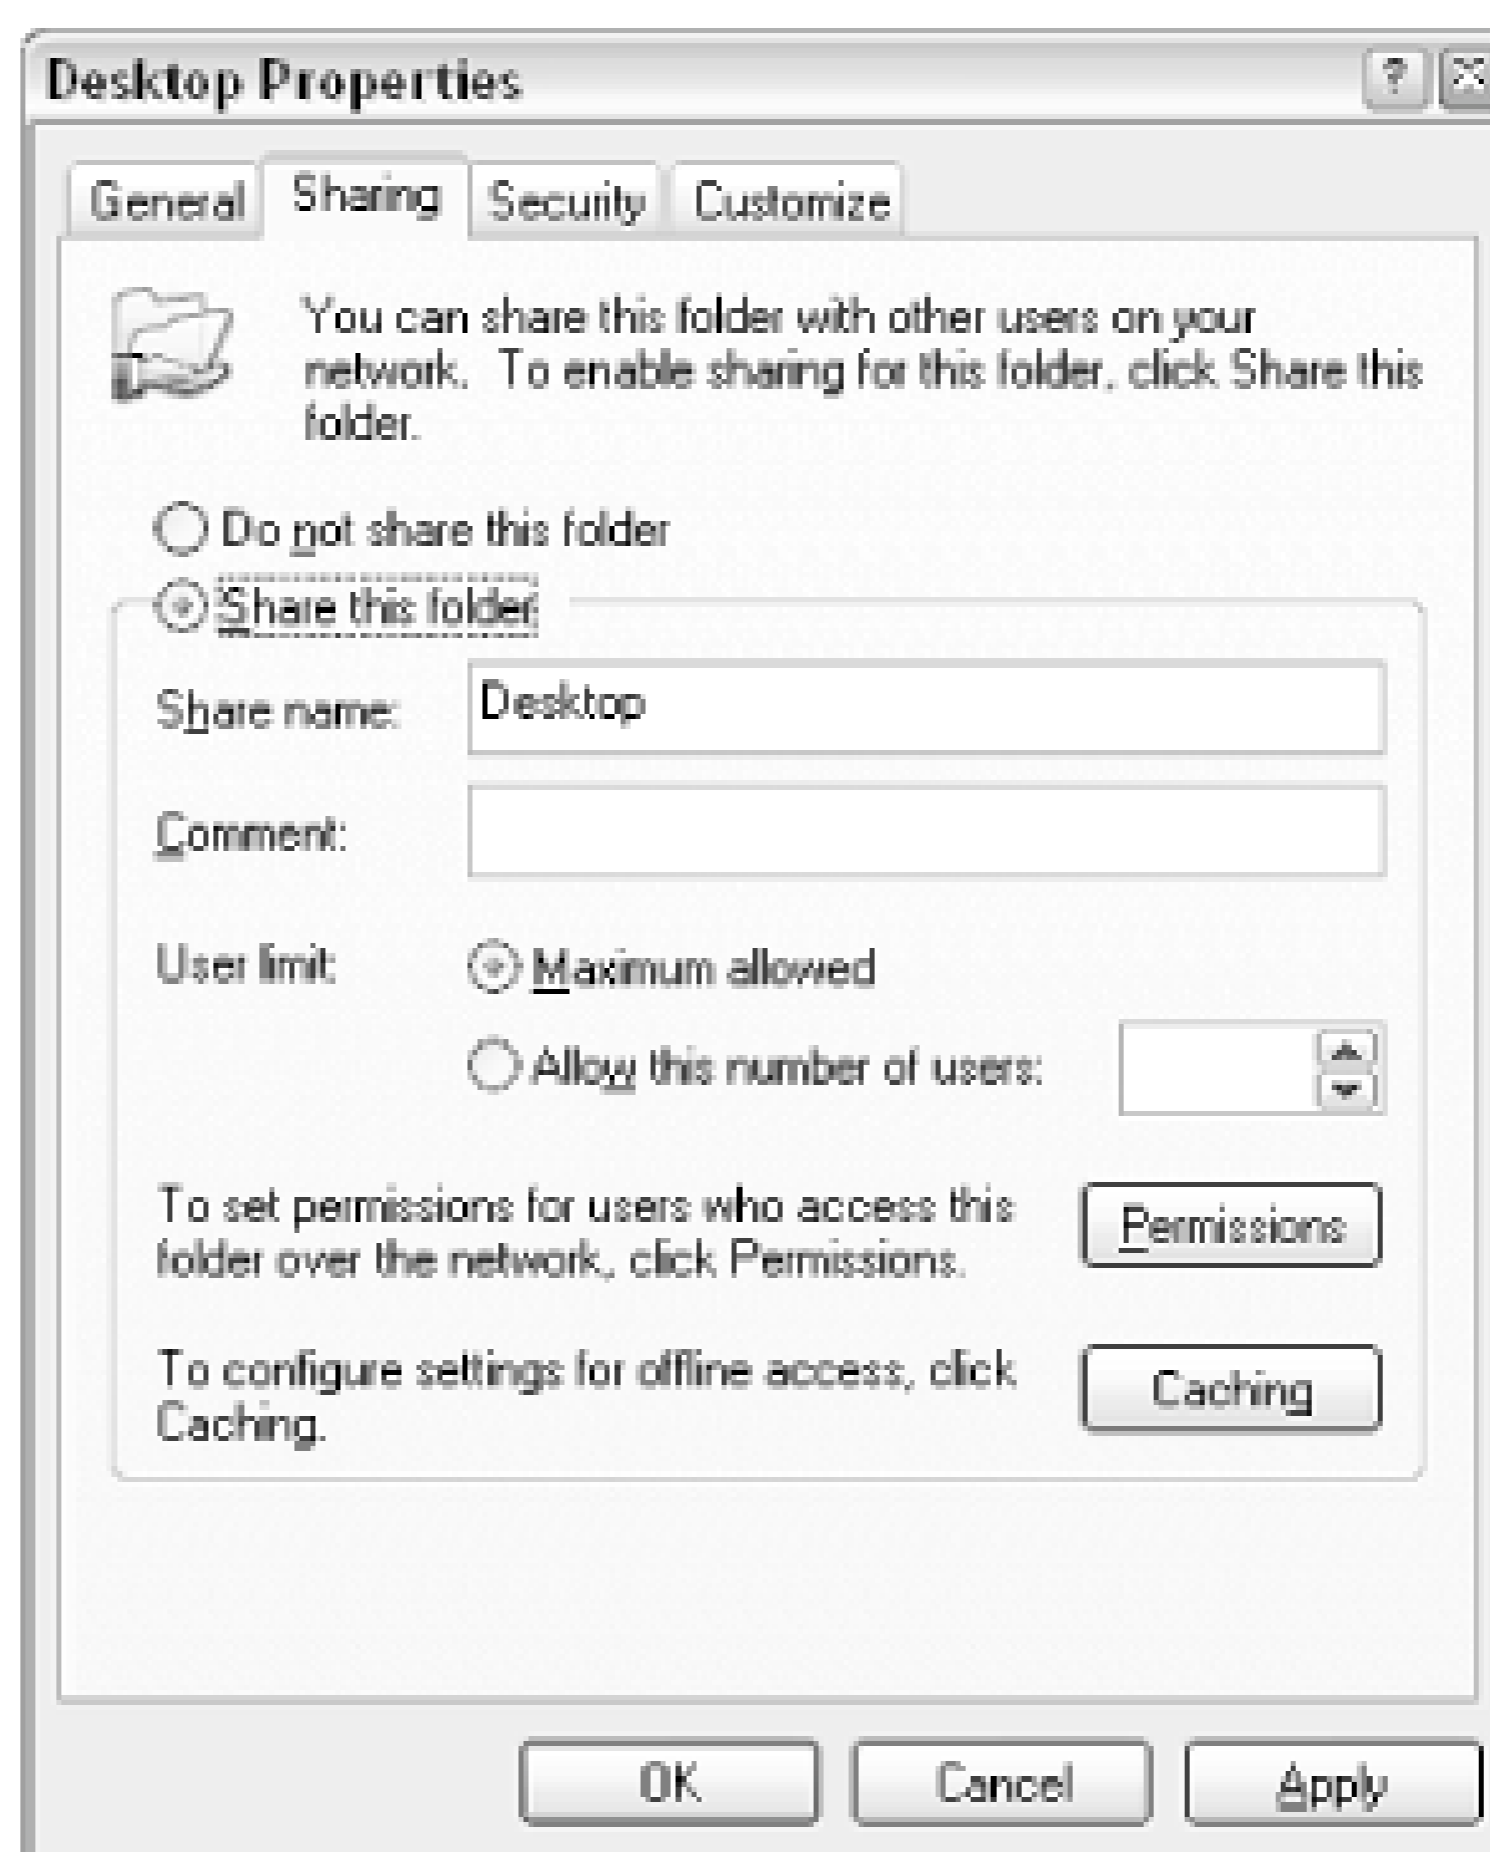 Desktop Properties
?
General Sharing Security Customize
You can share this folder with other users on your
network. To enable sharing for this folder, click Share this
folder.
Do not share this folder
Share this folder
Share name: Desktop
Comment:
User limit: Maximum allowed
Allow this number of users:
To set permissions for users who access this
folder over the network, click Permissions.
Permissions
To configure settings for offline access, click
Caching.
Caching
OK Cancel Apply